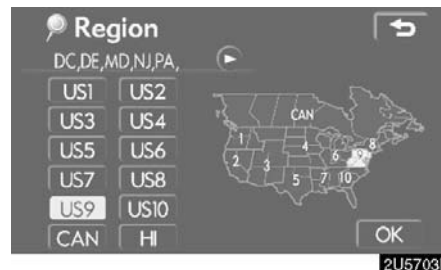 Region
DC,DE,MD,NJ,PA,
US1 US2
US3 US4
US5 US6
US7 US8
US9 US10
CAN HI
CAN
1
2
3
4
5
6
7
10
8
OK
2U5703